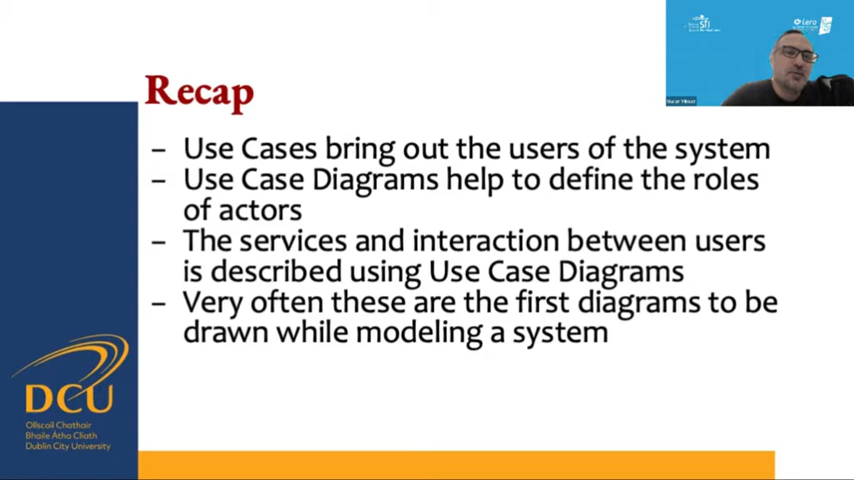 Recap
– Use Cases bring out the users of the system
– Use Case Diagrams help to define the roles
of actors
– The services and interaction between users
is described using Use Case Diagrams
– Very often these are the first diagrams to be
drawn while modeling a system
DCU
Ollscoil Chathair
Bhaile Átha Cliath
Dublin City University
Lero